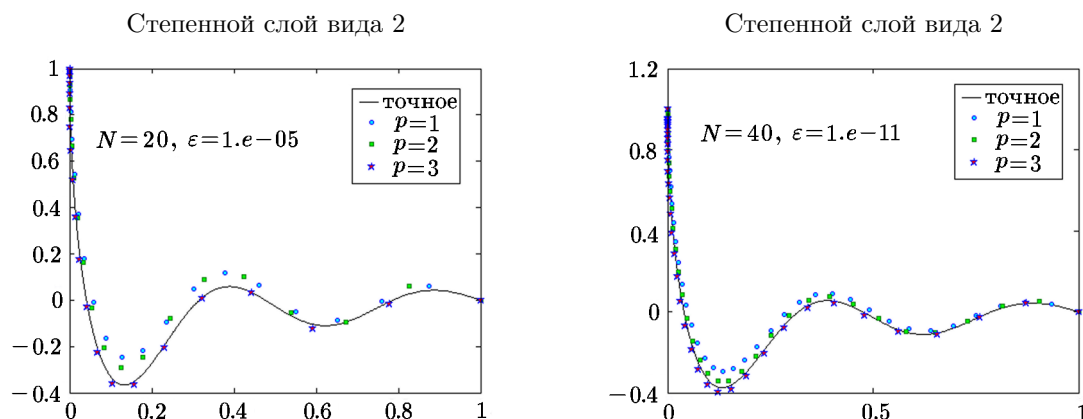 Степенной слой вида 2
1
0.8
0.6
0.4
0.2
0
−0.2
−0.4
0
0.2
0.4
0.6
0.8
1
N=20, ε=1.e−05
точное
p=1
p=2
p=3
Степенной слой вида 2
1.2
0.8
0.4
0
−0.4
0
0.5
1
N=40, ε=1.e−11
точное
p=1
p=2
p=3